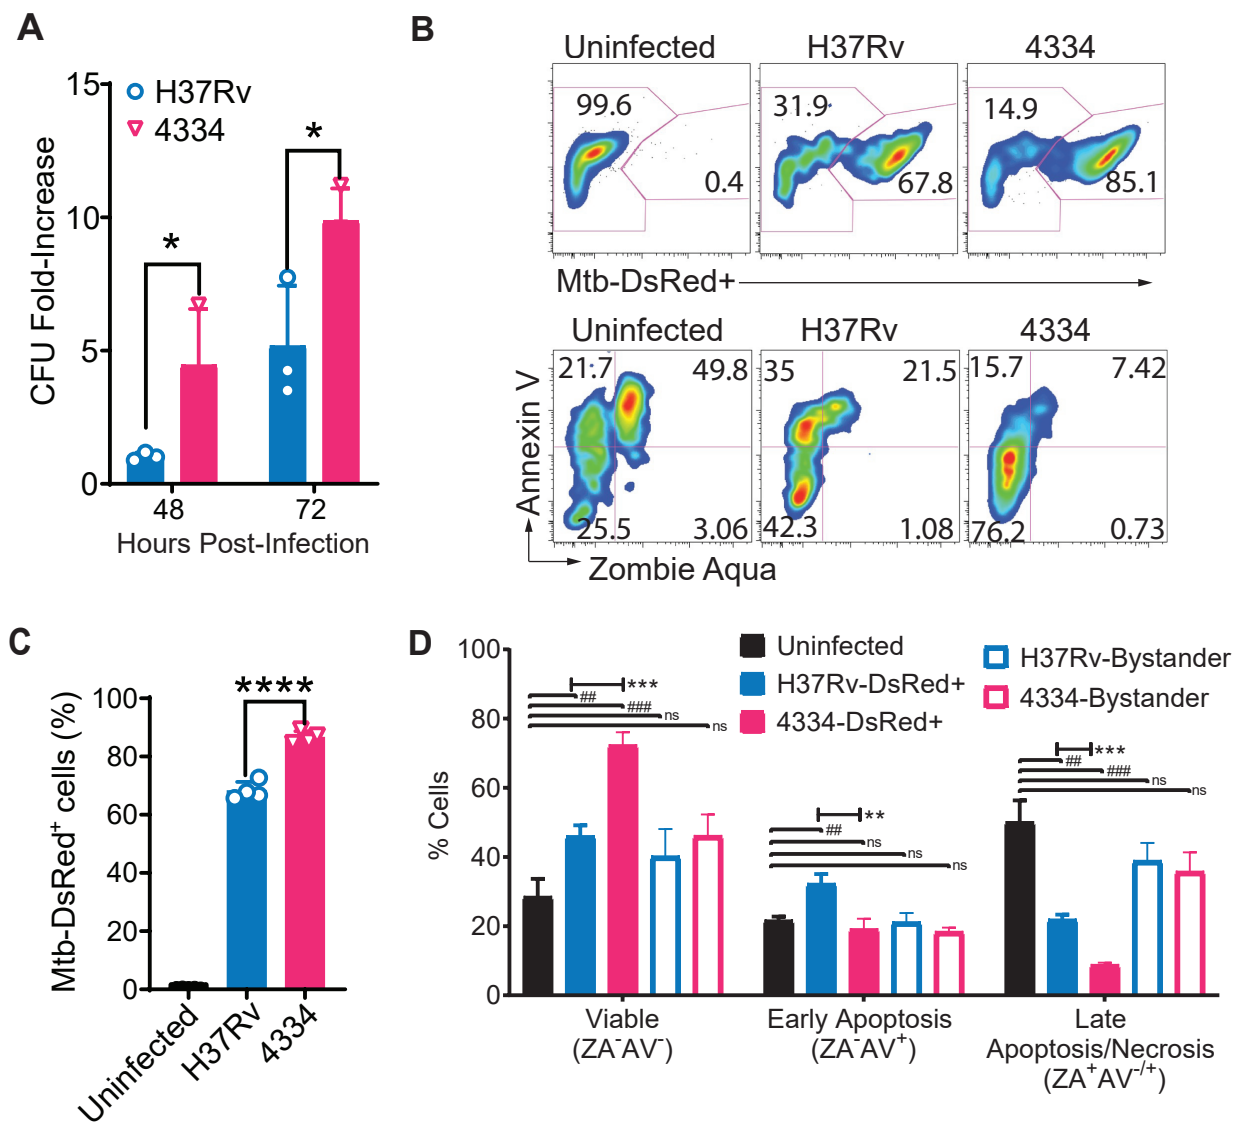 A
15
H37Rv
4334
*
*
10
5
0
CFU Fold-Increase
48
72
Hours Post-Infection
B
Uninfected
H37Rv
4334
99.6
31.9
14.9
0.4
67.8
85.1
Mtb-DsRed+
Uninfected
H37Rv
4334
21.7
49.8
35
21.5
15.7
7.42
25.5
3.06
42.3
1.08
76.2
0.73
Annexin V
Zombie Aqua
C
****
100
80
60
40
20
0
Mtb-DsRed⁺ cells (%)
Uninfected
H37Rv
4334
D
100
80
60
40
20
0
% Cells
Uninfected
H37Rv-DsRed+
4334-DsRed+
H37Rv-Bystander
4334-Bystander
***
##
###
ns
ns
**
##
ns
ns
ns
***
##
###
ns
ns
Viable
(ZA⁻AV⁻)
Early Apoptosis
(ZA⁻AV⁺)
Late
Apoptosis/Necrosis
(ZA⁺AV⁻/⁺)